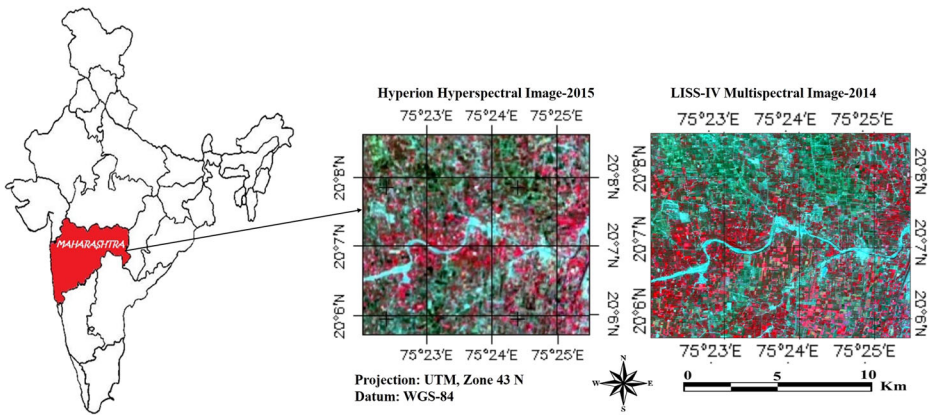 Hyperion Hyperspectral Image-2015
75°23′E 75°24′E 75°25′E
20°8′N 20°8′N
20°7′N 20°7′N
20°6′N 20°6′N
75°23′E 75°24′E 75°25′E
LISS-IV Multispectral Image-2014
75°23′E 75°24′E 75°25′E
20°8′N 20°8′N
20°7′N 20°7′N
20°6′N 20°6′N
75°23′E 75°24′E 75°25′E
MAHARASHTRA
Projection: UTM, Zone 43 N
Datum: WGS-84
N
W E
S
0 5 10
Km